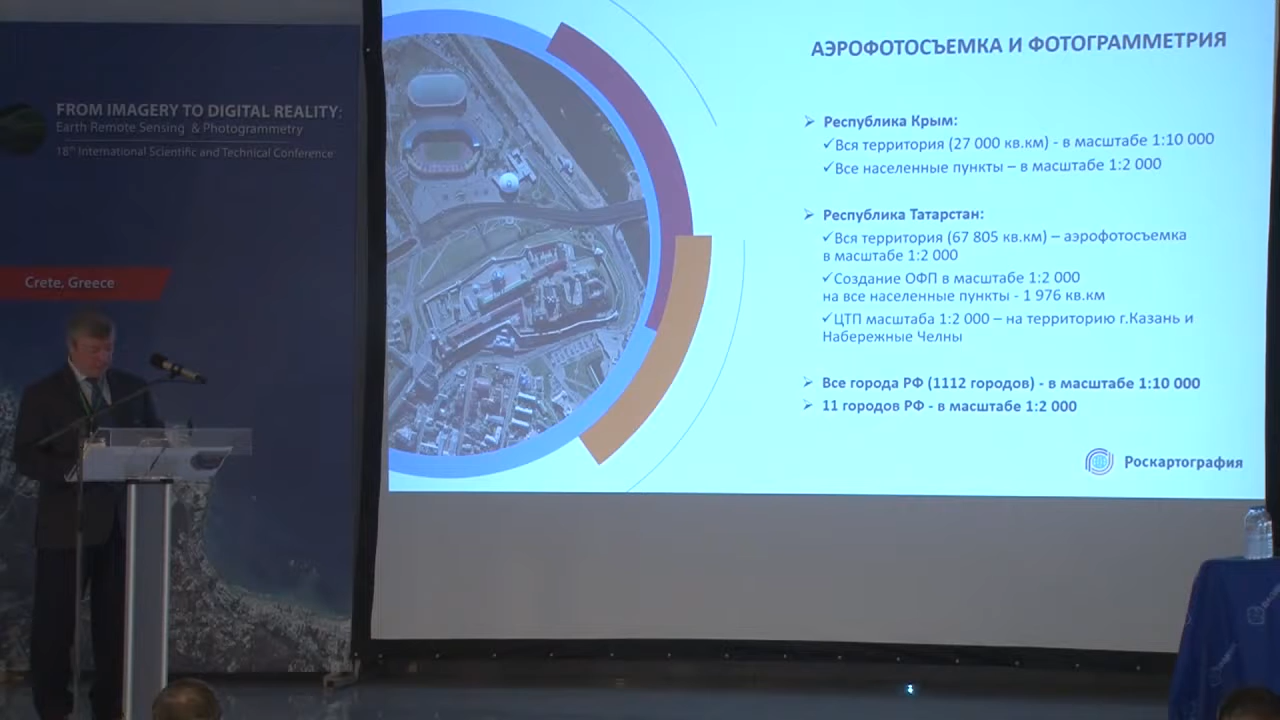 FROM IMAGERY TO DIGITAL REALITY:
Earth Remote Sensing & Photogrammetry
18th International Scientific and Technical Conference
Crete, Greece
АЭРОФОТОСЪЕМКА И ФОТОГРАММЕТРИЯ
➢ Республика Крым:
✓Вся территория (27 000 кв.км) - в масштабе 1:10 000
✓Все населенные пункты – в масштабе 1:2 000
➢ Республика Татарстан:
✓Вся территория (67 805 кв.км) – аэрофотосъемка
в масштабе 1:2 000
✓Создание ОФП в масштабе 1:2 000
на все населенные пункты - 1 976 кв.км
✓ЦТП масштаба 1:2 000 – на территорию г.Казань и
Набережные Челны
➢ Все города РФ (1112 городов) - в масштабе 1:10 000
➢ 11 городов РФ - в масштабе 1:2 000
Роскартография